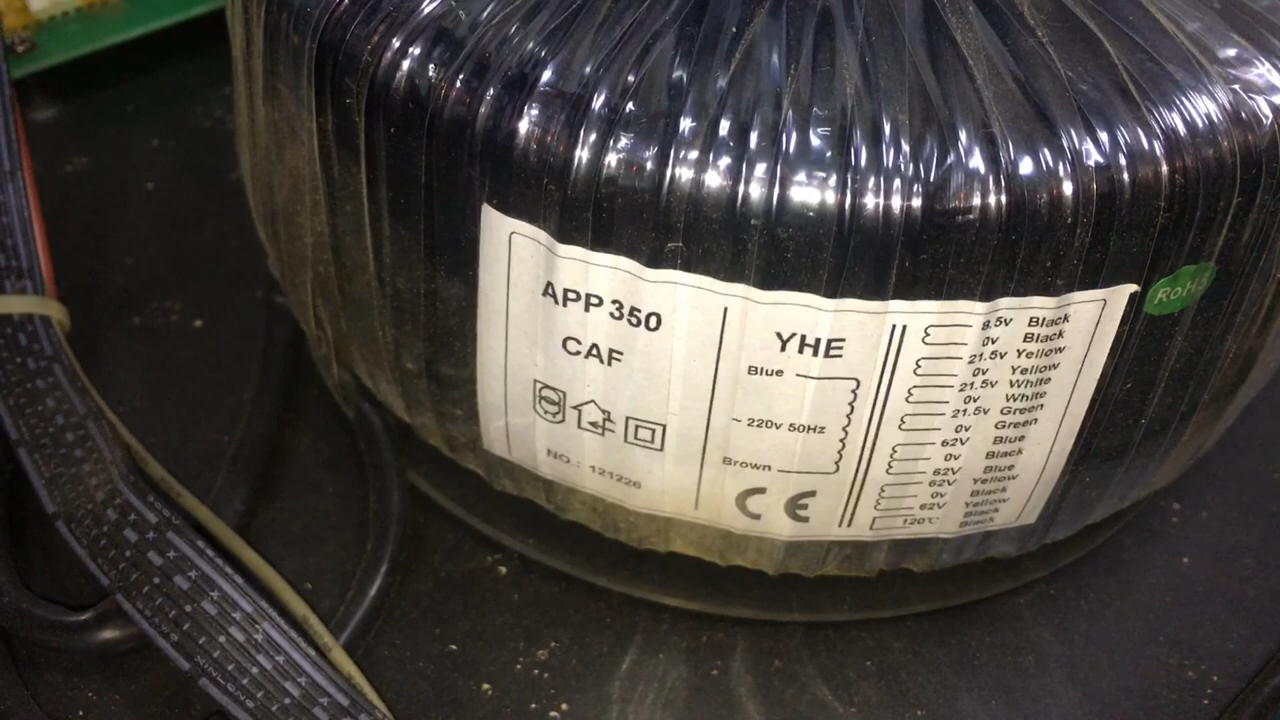 APP 350
CAF
NO.: 121226
YHE
Blue
~ 220v 50Hz
Brown
CE
8.5v Black
0v Black
21.5v Yellow
0v Yellow
21.5v White
0v White
21.5v Green
0v Green
62V Blue
0v Black
62V Blue
62V Yellow
0v Black
62V Yellow
120℃ Black
Black
RoHS
XINLONG